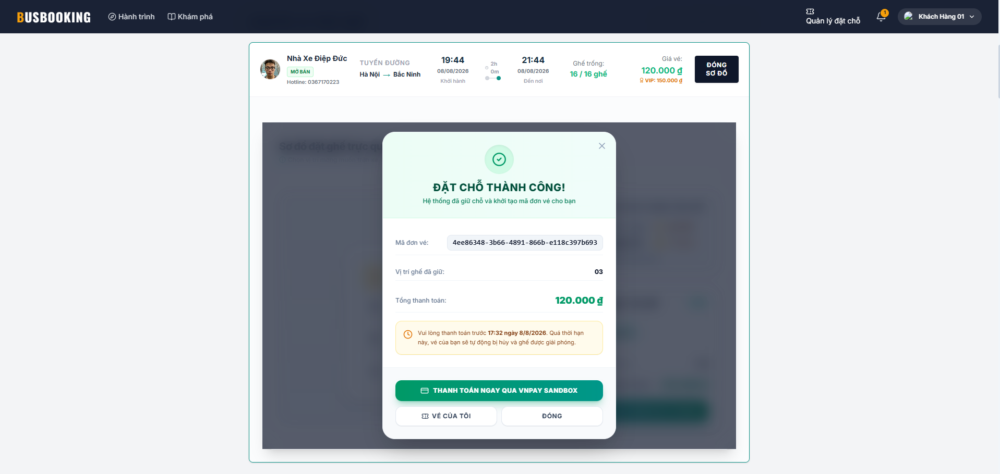 BUSBOOKING
Hành trình
Khám phá
Quản lý đặt chỗ
1
Khách Hàng 01
Nhà Xe Điệp Đức
MỞ BÁN
Hotline: 0367170223
TUYẾN ĐƯỜNG
Hà Nội → Bắc Ninh
19:44
08/08/2026
Khởi hành
2h
0m
21:44
08/08/2026
Đến nơi
Ghế trống:
16 / 16 ghế
Giá vé:
120.000 ₫
VIP: 150.000 ₫
ĐÓNG
SƠ ĐỒ
Sơ đồ đặt ghế trực qu
ĐẶT CHỖ THÀNH CÔNG!
Hệ thống đã giữ chỗ và khởi tạo mã đơn vé cho bạn
Mã đơn vé:
4ee86348-3b66-4891-866b-e118c397b693
Vị trí ghế đã giữ:
03
Tổng thanh toán:
120.000 ₫
Vui lòng thanh toán trước 17:32 ngày 8/8/2026. Quá thời hạn
này, vé của bạn sẽ tự động bị hủy và ghế được giải phóng.
THANH TOÁN NGAY QUA VNPAY SANDBOX
VÉ CỦA TÔI
ĐÓNG